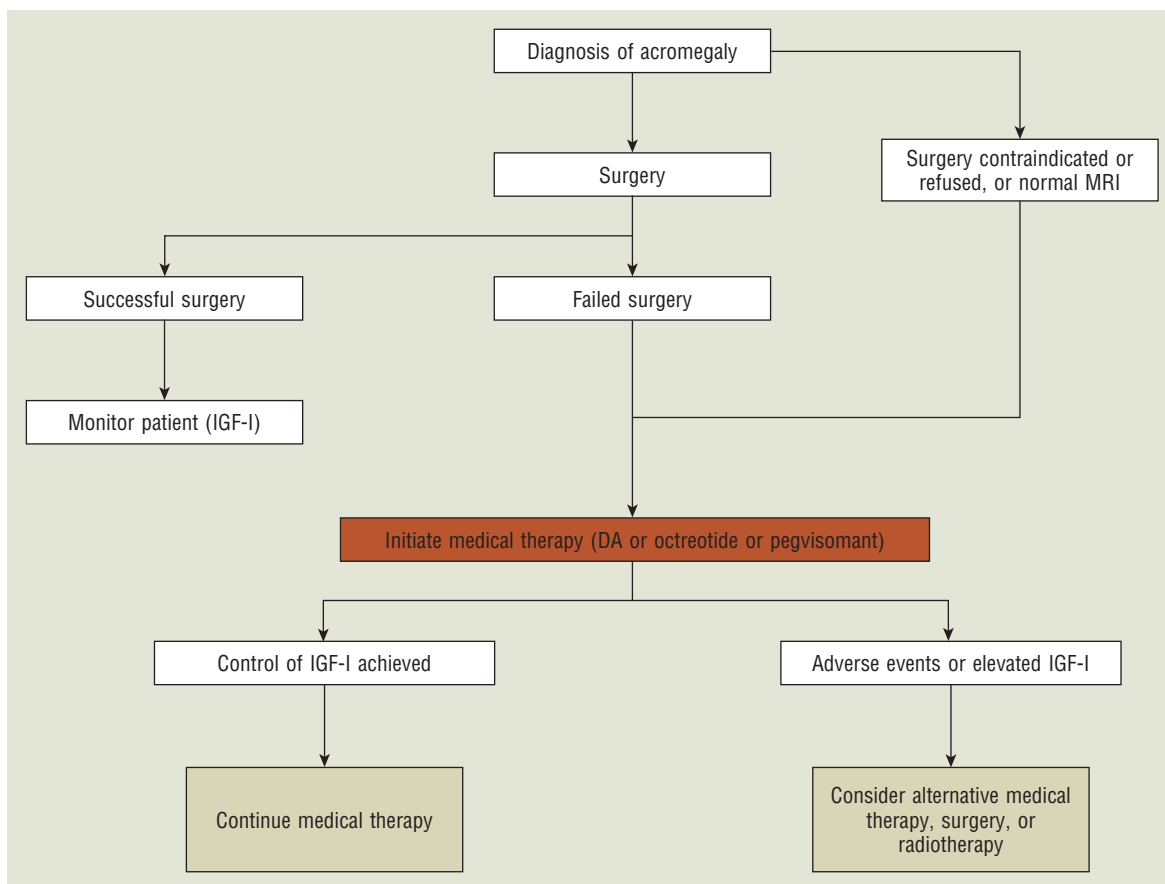 Diagnosis of acromegaly
Surgery
Surgery contraindicated or
refused, or normal MRI
Successful surgery
Failed surgery
Monitor patient (IGF-I)
Initiate medical therapy (DA or octreotide or pegvisomant)
Control of IGF-I achieved
Adverse events or elevated IGF-I
Continue medical therapy
Consider alternative medical
therapy, surgery, or
radiotherapy